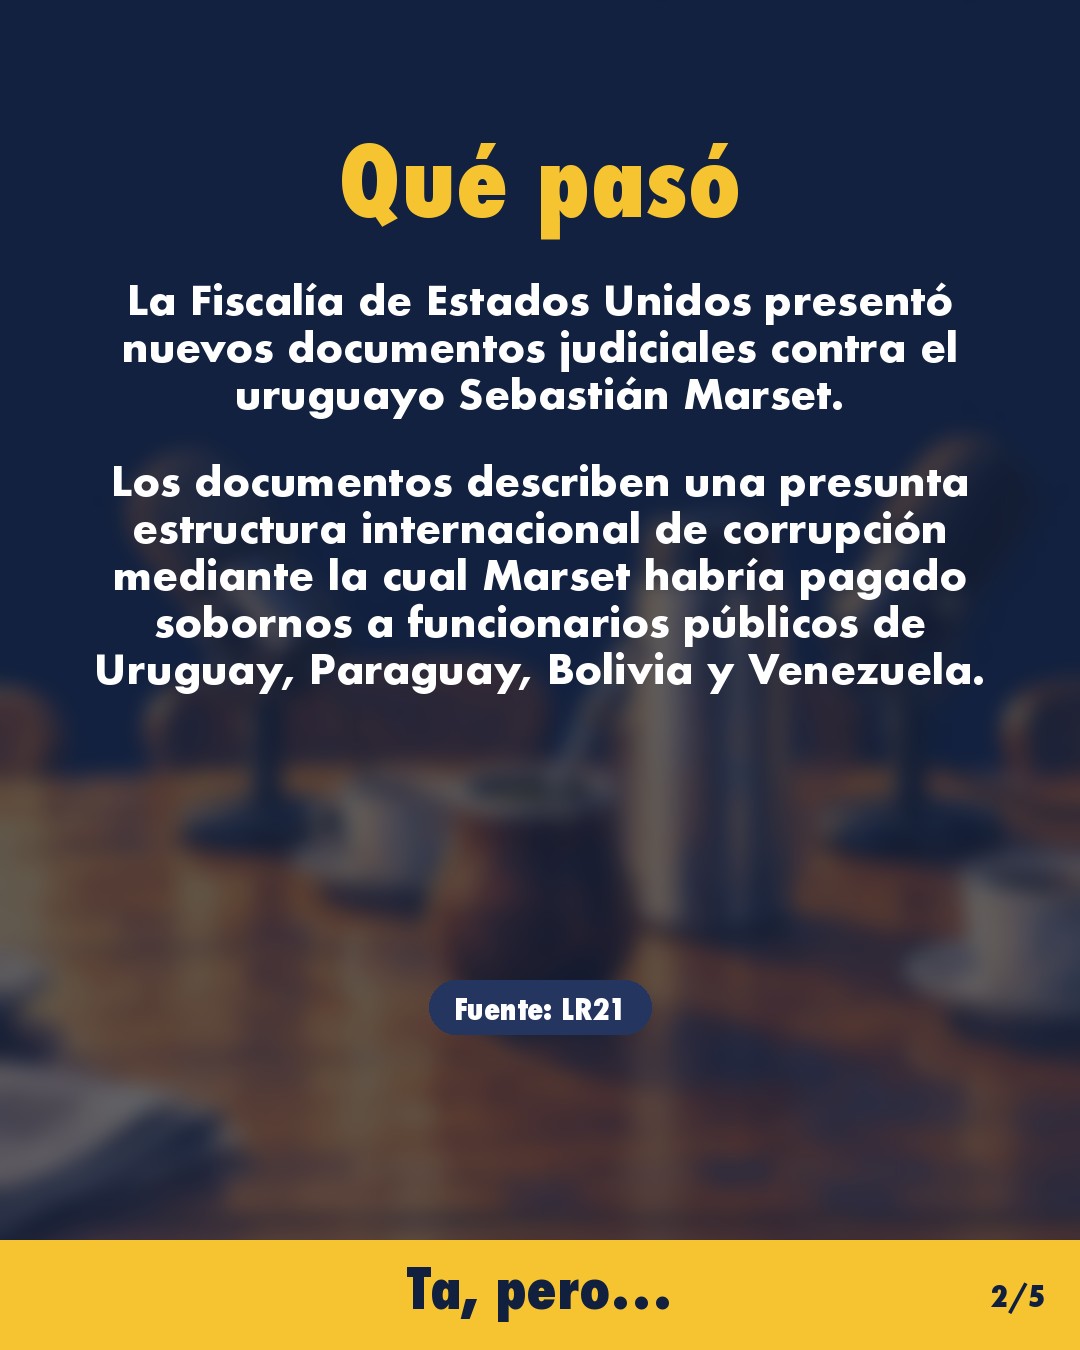 Qué pasó
La Fiscalía de Estados Unidos presentó
nuevos documentos judiciales contra el
uruguayo Sebastián Marset.
Los documentos describen una presunta
estructura internacional de corrupción
mediante la cual Marset habría pagado
sobornos a funcionarios públicos de
Uruguay, Paraguay, Bolivia y Venezuela.
Fuente: LR21
Ta, pero...
2/5